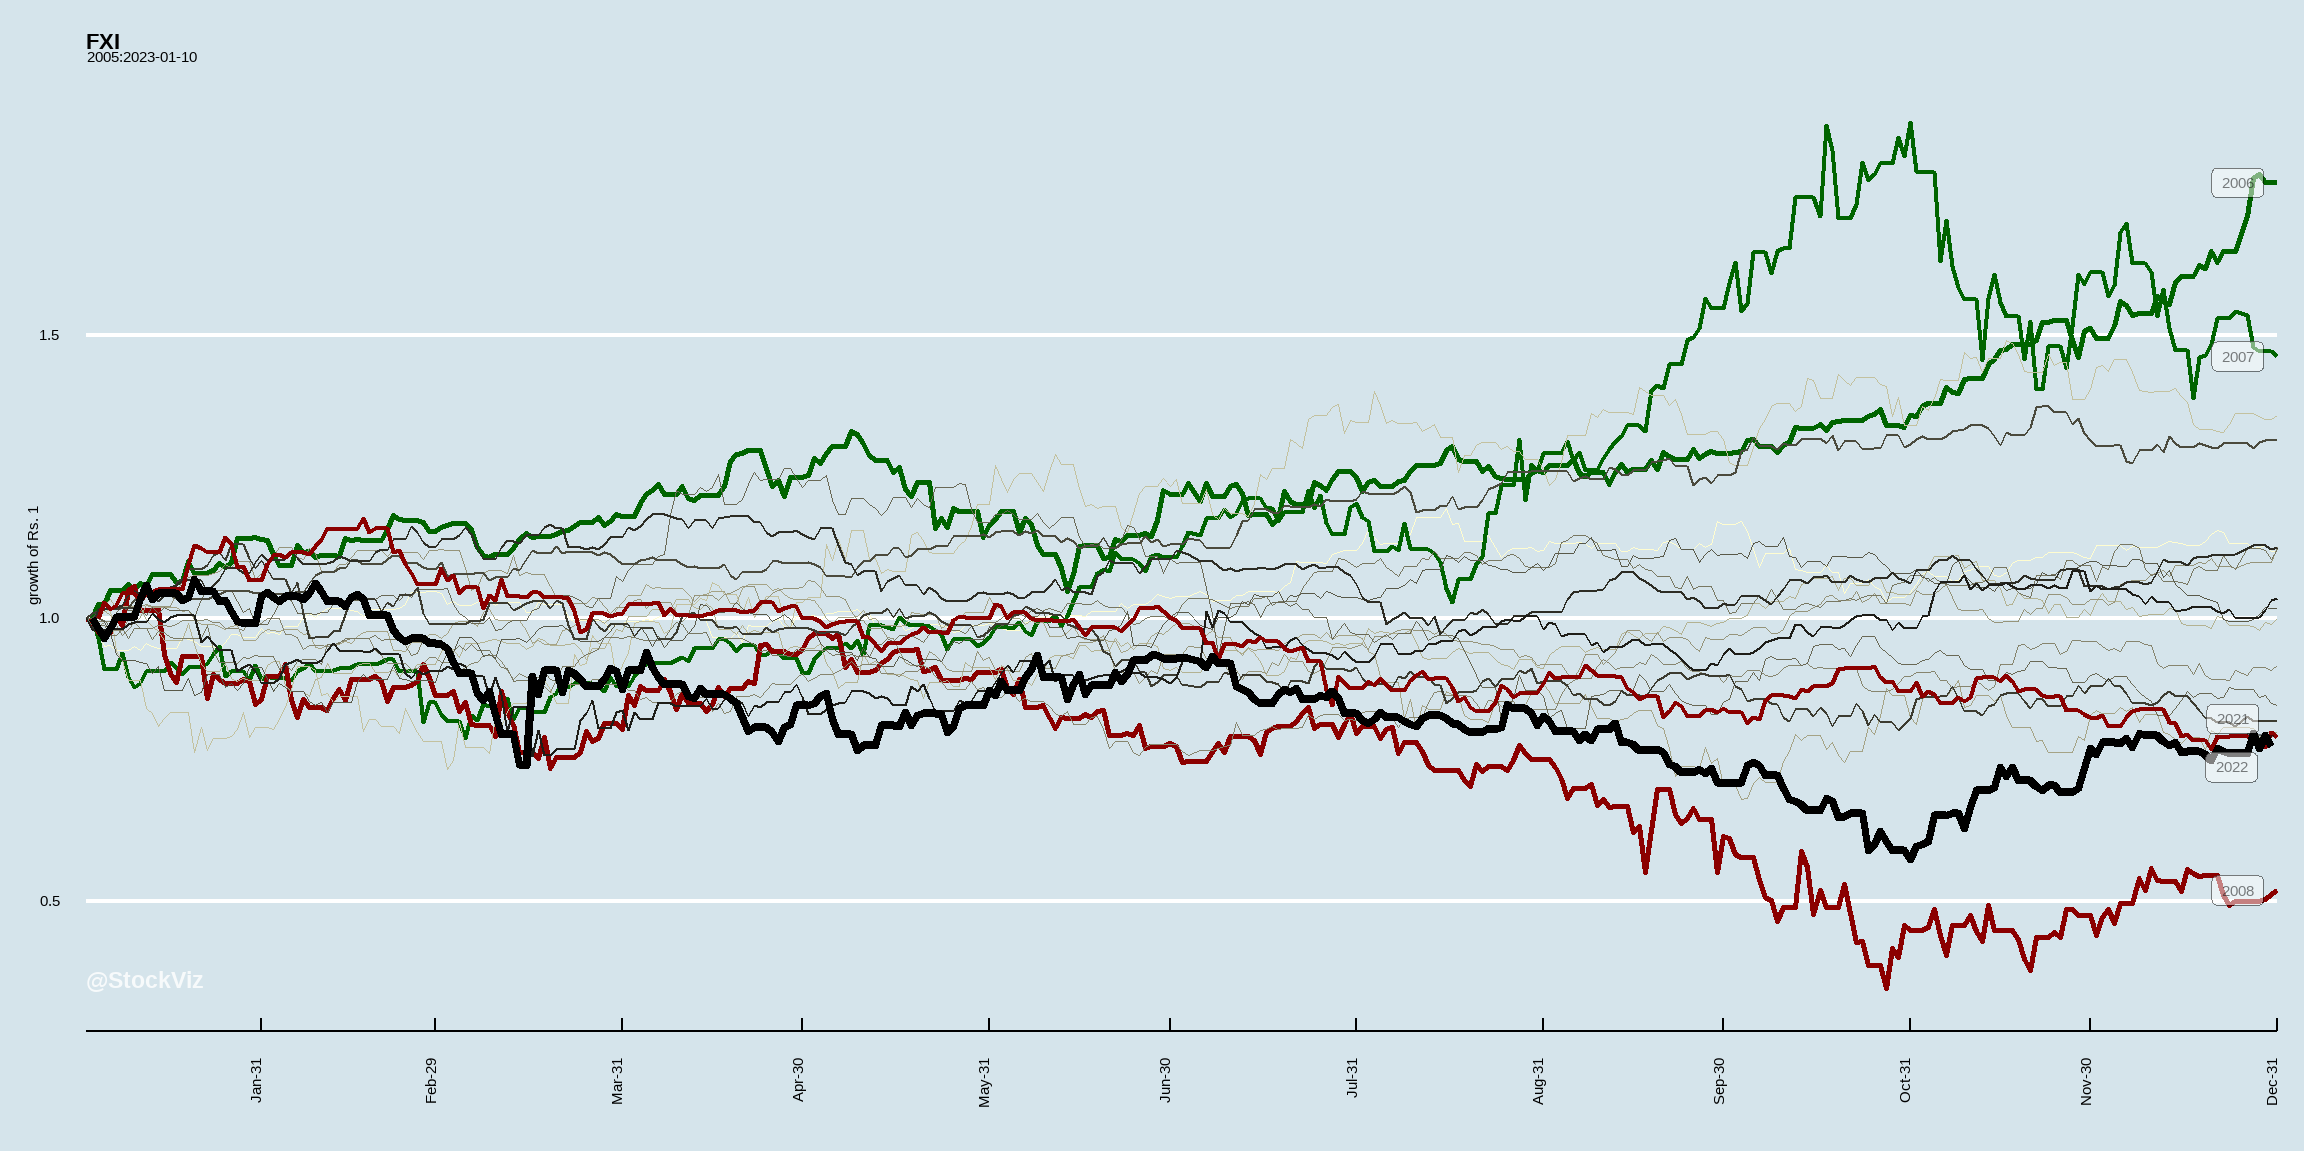 FXI
2005:2023-01-10
growth of Rs. 1
1.5
1.0
0.5
2006
2007
2021
2022
2008
@StockViz
Jan-31
Feb-29
Mar-31
Apr-30
May-31
Jun-30
Jul-31
Aug-31
Sep-30
Oct-31
Nov-30
Dec-31